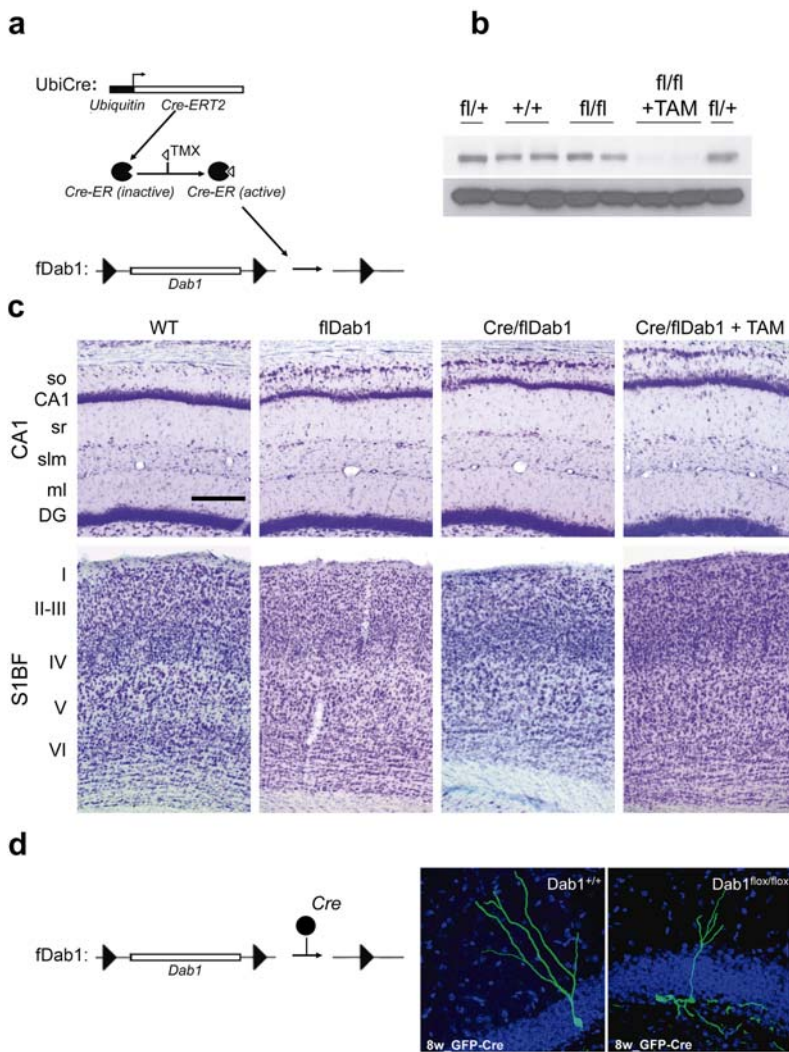 a
UbiCre:
Ubiquitin Cre-ERT2
TMX
Cre-ER (inactive) Cre-ER (active)
fDab1:
Dab1
b
fl/fl
fl/+ +/+ fl/fl +TAM fl/+
c
WT flDab1 Cre/flDab1 Cre/flDab1 + TAM
CA1
so
CA1
sr
slm
ml
DG
S1BF
I
II-III
IV
V
VI
d
Cre
fDab1:
Dab1
Dab1+/+
8w_GFP-Cre
Dab1flox/flox
8w_GFP-Cre